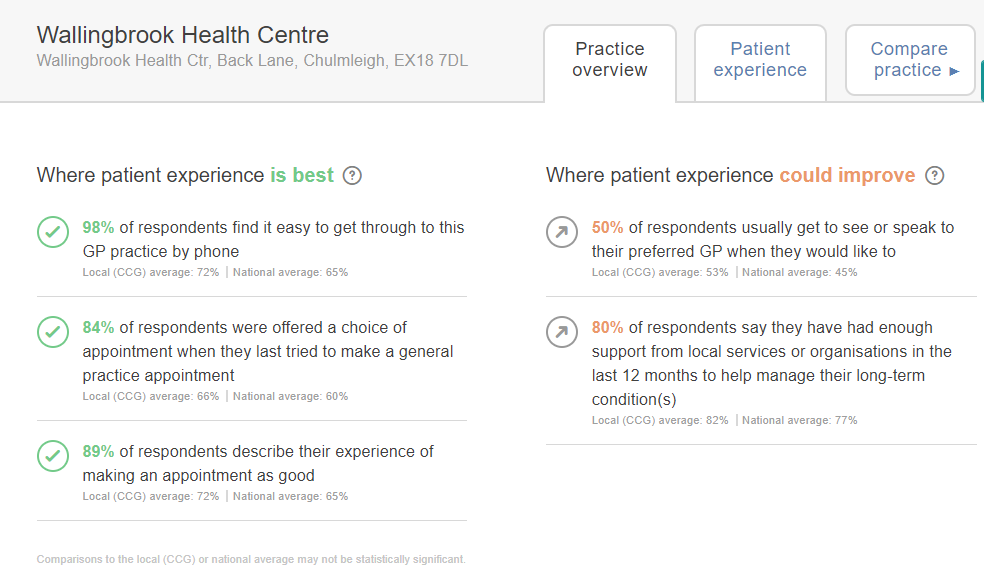 Wallingbrook Health Centre
Wallingbrook Health Ctr, Back Lane, Chulmleigh, EX18 7DL
Practice
overview
Patient
experience
Compare
practice ►
Where patient experience is best ?
98% of respondents find it easy to get through to this
GP practice by phone
Local (CCG) average: 72% | National average: 65%
84% of respondents were offered a choice of
appointment when they last tried to make a general
practice appointment
Local (CCG) average: 66% | National average: 60%
89% of respondents describe their experience of
making an appointment as good
Local (CCG) average: 72% | National average: 65%
Comparisons to the local (CCG) or national average may not be statistically significant.
Where patient experience could improve ?
50% of respondents usually get to see or speak to
their preferred GP when they would like to
Local (CCG) average: 53% | National average: 45%
80% of respondents say they have had enough
support from local services or organisations in the
last 12 months to help manage their long-term
condition(s)
Local (CCG) average: 82% | National average: 77%